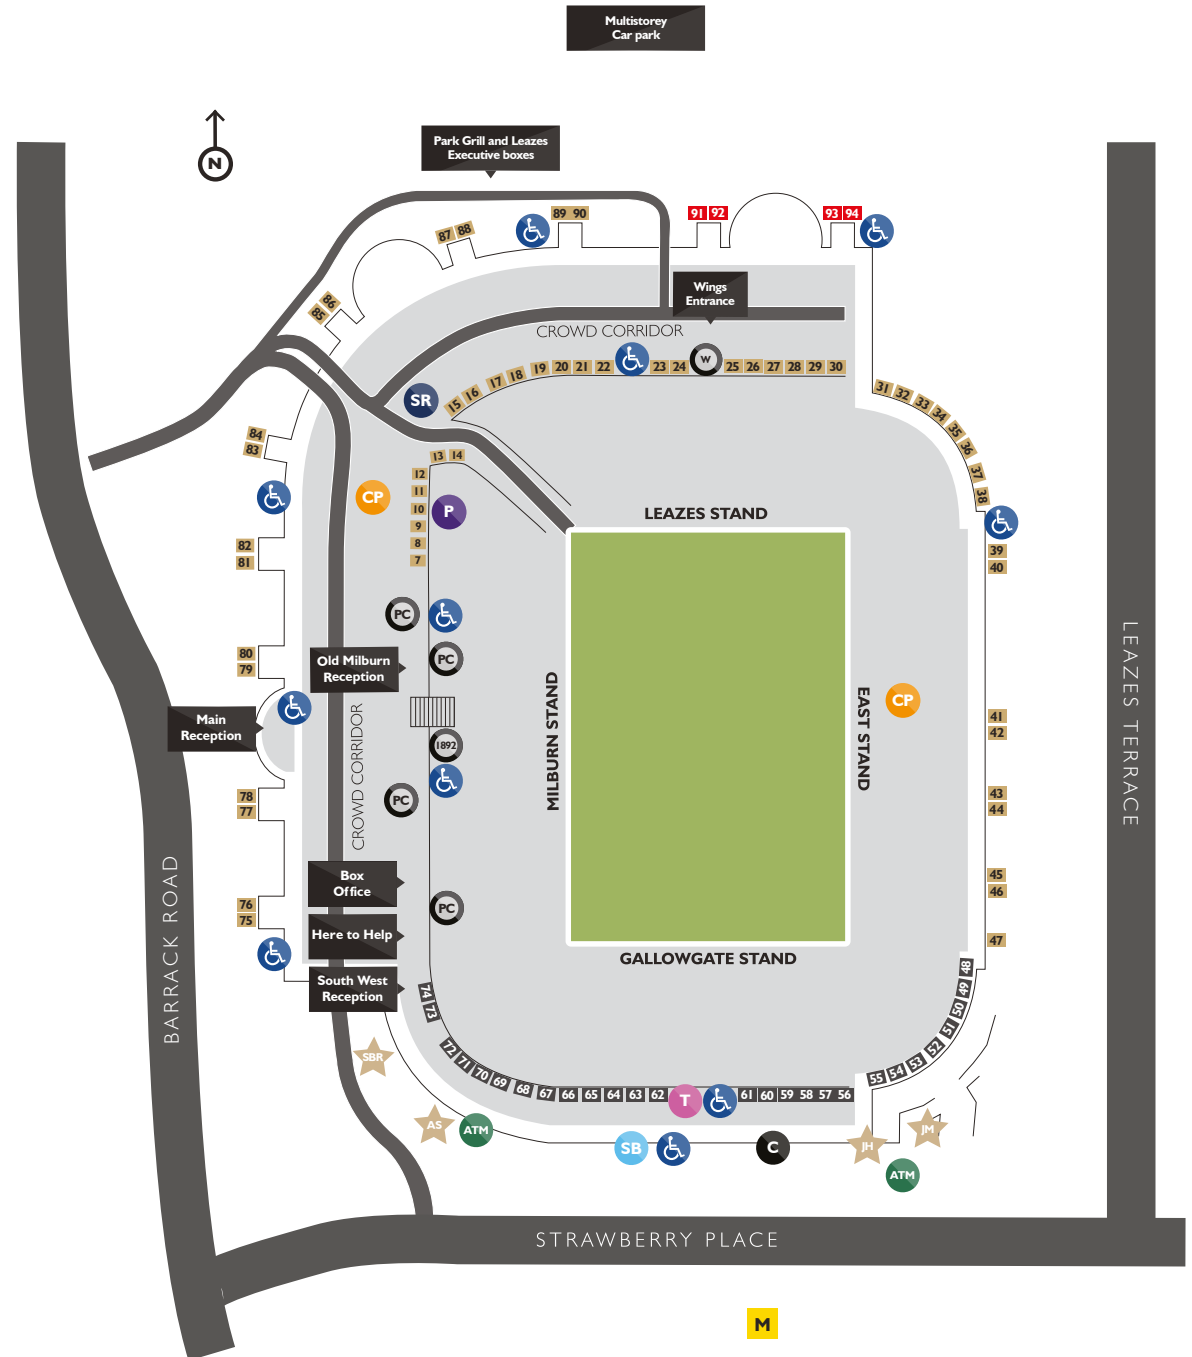 Multistorey
Car park
N
Park Grill and Leazes
Executive boxes
89 90
91 92
93 94
87 88
86
85
Wings
Entrance
CROWD CORRIDOR
W
15 16 17 18 19 20 21 22 23 24 25 26 27 28 29 30
31 32 33 34 35 36 37 38
SR
84
83
13 14
12
11
10
9
8
7
CP
P
LEAZES STAND
82
81
39
40
PC
PC
80
79
Old Milburn
Reception
Main
Reception
CROWD CORRIDOR
1892
PC
MILBURN STAND
EAST STAND
CP
LEAZES TERRACE
41
42
43
44
78
77
45
46
Box
Office
76
75
PC
Here to Help
47
BARRACK ROAD
GALLOWGATE STAND
South West
Reception
74
73
48
49
50
51
52
53
54
55
SBR
72 71 70 69 68 67 66 65 64 63 62
T
61 60 59 58 57 56
AS
ATM
SB
C
JH
JM
ATM
STRAWBERRY PLACE
M